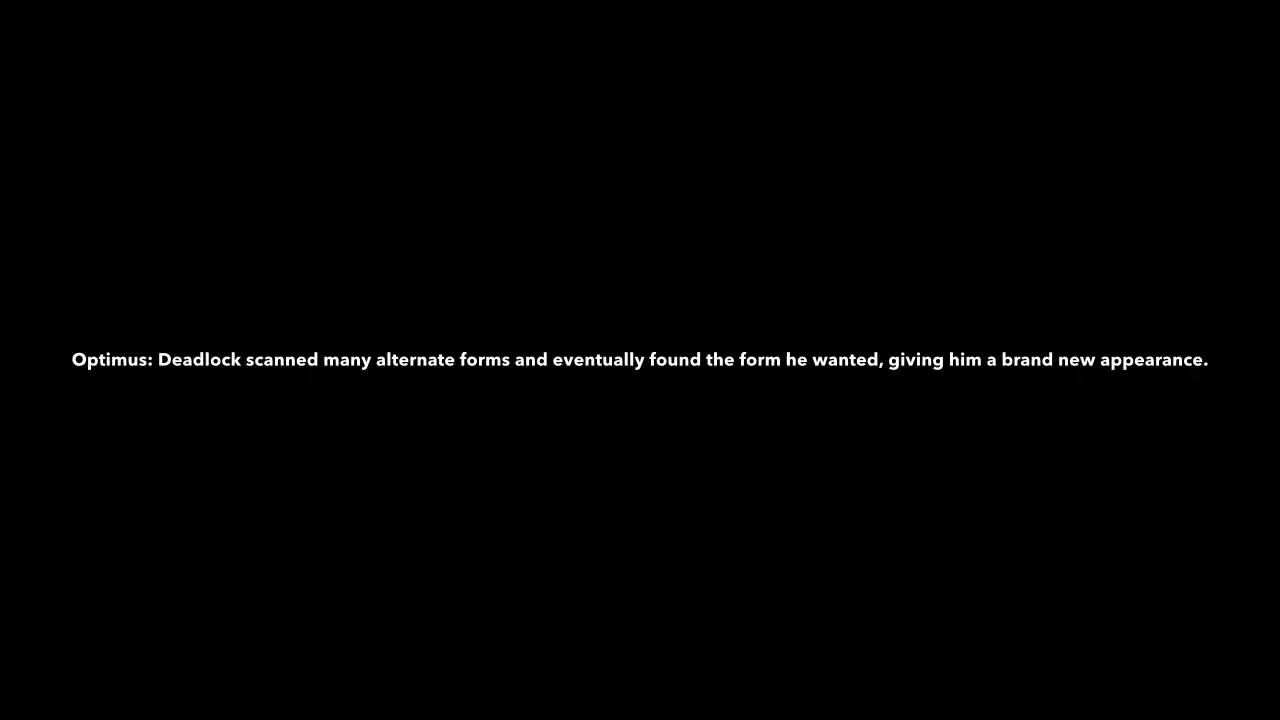 Optimus: Deadlock scanned many alternate forms and eventually found the form he wanted, giving him a brand new appearance.